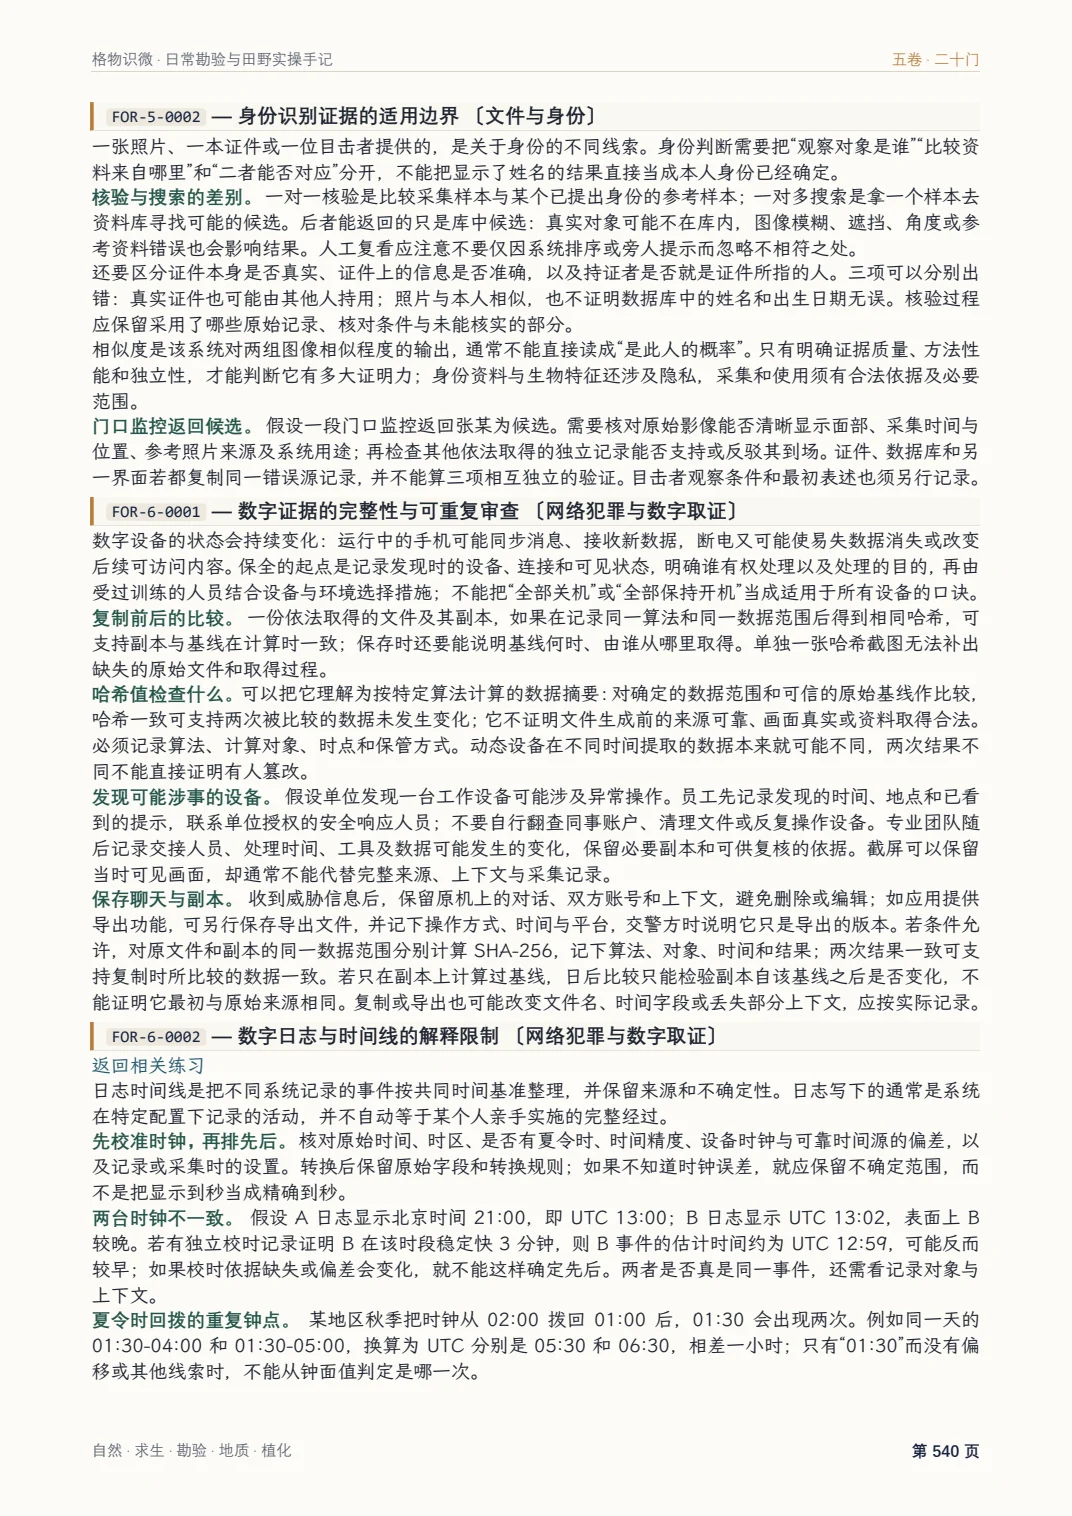 格物识微 · 日常勘验与田野实操手记
五卷 · 二十门
FOR-5-0002 — 身份识别证据的适用边界 〔文件与身份〕
一张照片、一本证件或一位目击者提供的，是关于身份的不同线索。身份判断需要把“观察对象是谁”“比较资
料来自哪里”和“二者能否对应”分开，不能把显示了姓名的结果直接当成本人身份已经确定。
核验与搜索的差别。 一对一核验是比较采集样本与某个已提出身份的参考样本；一对多搜索是拿一个样本去
资料库寻找可能的候选。后者能返回的只是库中候选：真实对象可能不在库内，图像模糊、遮挡、角度或参
考资料错误也会影响结果。人工复看应注意不要仅因系统排序或旁人提示而忽略不相符之处。
还要区分证件本身是否真实、证件上的信息是否准确，以及持证者是否就是证件所指的人。三项可以分别出
错：真实证件也可能由其他人持用；照片与本人相似，也不证明数据库中的姓名和出生日期无误。核验过程
应保留采用了哪些原始记录、核对条件与未能核实的部分。
相似度是该系统对两组图像相似程度的输出，通常不能直接读成“是此人的概率”。只有明确证据质量、方法性
能和独立性，才能判断它有多大证明力；身份资料与生物特征还涉及隐私，采集和使用须有合法依据及必要
范围。
门口监控返回候选。 假设一段门口监控返回张某为候选。需要核对原始影像能否清晰显示面部、采集时间与
位置、参考照片来源及系统用途；再检查其他依法取得的独立记录能否支持或反驳其到场。证件、数据库和另
一界面若都复制同一错误源记录，并不能算三项相互独立的验证。目击者观察条件和最初表述也须另行记录。
FOR-6-0001 — 数字证据的完整性与可重复审查 〔网络犯罪与数字取证〕
数字设备的状态会持续变化：运行中的手机可能同步消息、接收新数据，断电又可能使易失数据消失或改变
后续可访问内容。保全的起点是记录发现时的设备、连接和可见状态，明确谁有权处理以及处理的目的，再由
受过训练的人员结合设备与环境选择措施；不能把“全部关机”或“全部保持开机”当成适用于所有设备的口诀。
复制前后的比较。 一份依法取得的文件及其副本，如果在记录同一算法和同一数据范围后得到相同哈希，可
支持副本与基线在计算时一致；保存时还要能说明基线何时、由谁从哪里取得。单独一张哈希截图无法补出
缺失的原始文件和取得过程。
哈希值检查什么。可以把它理解为按特定算法计算的数据摘要：对确定的数据范围和可信的原始基线作比较，
哈希一致可支持两次被比较的数据未发生变化；它不证明文件生成前的来源可靠、画面真实或资料取得合法。
必须记录算法、计算对象、时点和保管方式。动态设备在不同时间提取的数据本来就可能不同，两次结果不
同不能直接证明有人篡改。
发现可能涉事的设备。 假设单位发现一台工作设备可能涉及异常操作。员工先记录发现的时间、地点和已看
到的提示，联系单位授权的安全响应人员；不要自行翻查同事账户、清理文件或反复操作设备。专业团队随
后记录交接人员、处理时间、工具及数据可能发生的变化，保留必要副本和可供复核的依据。截屏可以保留
当时可见画面，却通常不能代替完整来源、上下文与采集记录。
保存聊天与副本。 收到威胁信息后，保留原机上的对话、双方账号和上下文，避免删除或编辑；如应用提供
导出功能，可另行保存导出文件，并记下操作方式、时间与平台，交警方时说明它只是导出的版本。若条件允
许，对原文件和副本的同一数据范围分别计算 SHA-256，记下算法、对象、时间和结果；两次结果一致可支
持复制时所比较的数据一致。若只在副本上计算过基线，日后比较只能检验副本自该基线之后是否变化，不
能证明它最初与原始来源相同。复制或导出也可能改变文件名、时间字段或丢失部分上下文，应按实际记录。
FOR-6-0002 — 数字日志与时间线的解释限制 〔网络犯罪与数字取证〕
返回相关练习
日志时间线是把不同系统记录的事件按共同时间基准整理，并保留来源和不确定性。日志写下的通常是系统
在特定配置下记录的活动，并不自动等于某个人亲手实施的完整经过。
先校准时钟，再排先后。 核对原始时间、时区、是否有夏令时、时间精度、设备时钟与可靠时间源的偏差，以
及记录或采集时的设置。转换后保留原始字段和转换规则；如果不知道时钟误差，就应保留不确定范围，而
不是把显示到秒当成精确到秒。
两台时钟不一致。 假设 A 日志显示北京时间 21:00，即 UTC 13:00；B 日志显示 UTC 13:02，表面上 B
较晚。若有独立校时记录证明 B 在该时段稳定快 3 分钟，则 B 事件的估计时间约为 UTC 12:59，可能反而
较早；如果校时依据缺失或偏差会变化，就不能这样确定先后。两者是否真是同一事件，还需看记录对象与
上下文。
夏令时回拨的重复钟点。 某地区秋季把时钟从 02:00 拨回 01:00 后，01:30 会出现两次。例如同一天的
01:30-04:00 和 01:30-05:00，换算为 UTC 分别是 05:30 和 06:30，相差一小时；只有“01:30”而没有偏
移或其他线索时，不能从钟面值判定是哪一次。
自然 · 求生 · 勘验 · 地质 · 植化
第 540 页